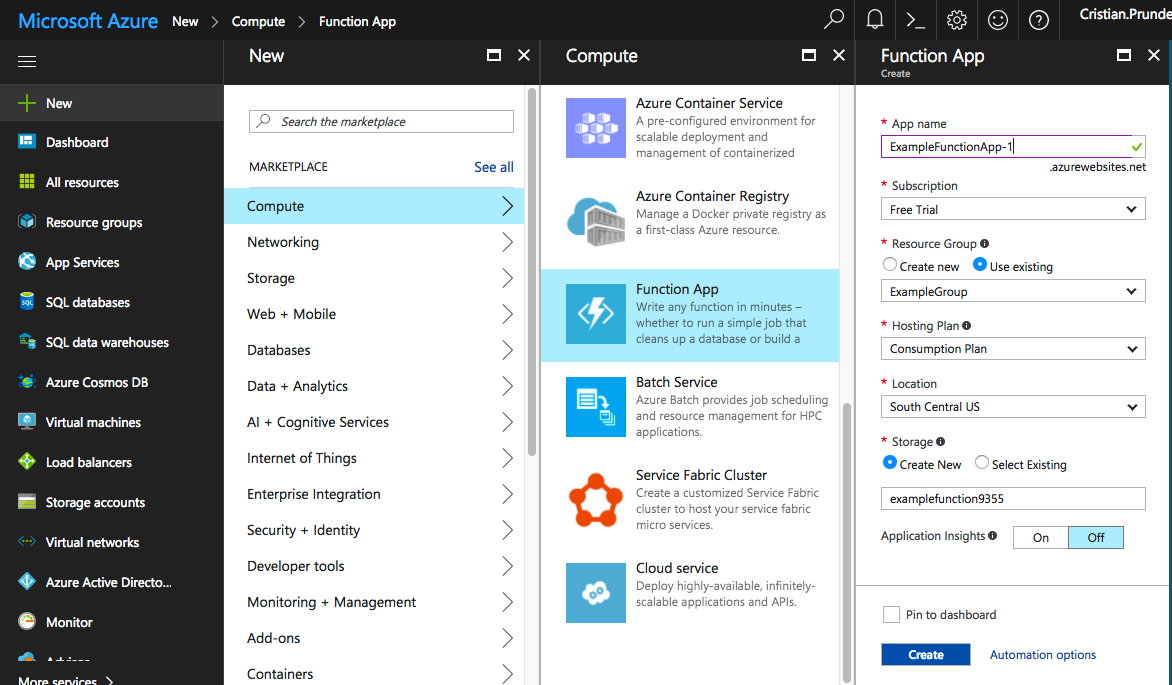 Microsoft Azure New > Compute > Function App
Cristian.Prunde
New
Dashboard
All resources
Resource groups
App Services
SQL databases
SQL data warehouses
Azure Cosmos DB
Virtual machines
Load balancers
Storage accounts
Virtual networks
Azure Active Directo...
Monitor
More services >
New
Search the marketplace
MARKETPLACE
See all
Compute
Networking
Storage
Web + Mobile
Databases
Data + Analytics
AI + Cognitive Services
Internet of Things
Enterprise Integration
Security + Identity
Developer tools
Monitoring + Management
Add-ons
Containers
Compute
Azure Container Service
A pre-configured environment for
scalable deployment and
management of containerized
Azure Container Registry
Manage a Docker private registry as
a first-class Azure resource.
Function App
Write any function in minutes –
whether to run a simple job that
cleans up a database or build a
Batch Service
Azure Batch provides job scheduling
and resource management for HPC
applications.
Service Fabric Cluster
Create a customized Service Fabric
cluster to host your service fabric
micro services.
Cloud service
Deploy highly-available, infinitely-
scalable applications and APIs.
Function App
Create
* App name
ExampleFunctionApp-1
.azurewebsites.net
* Subscription
Free Trial
* Resource Group
Create new Use existing
ExampleGroup
* Hosting Plan
Consumption Plan
* Location
South Central US
* Storage
Create New Select Existing
examplefunction9355
Application Insights On Off
Pin to dashboard
Create Automation options